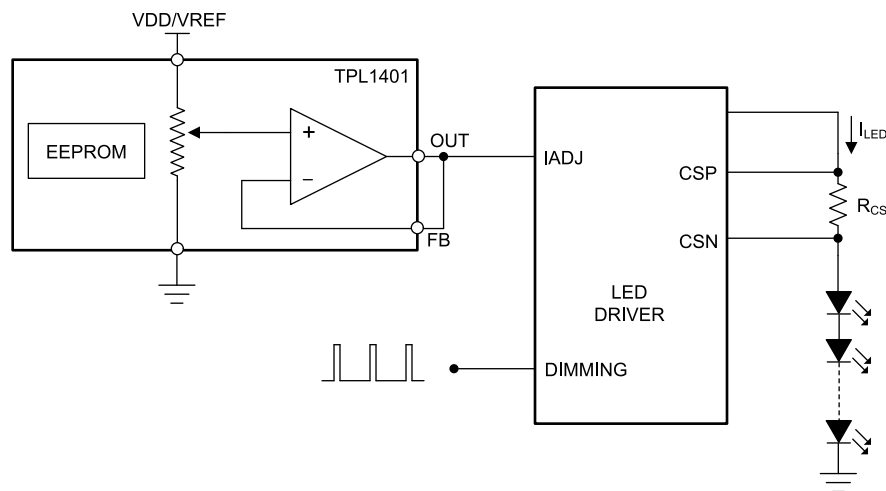 VDD/VREF
TPL1401
EEPROM
+
−
OUT
FB
IADJ
CSP
CSN
LED
DRIVER
DIMMING
ILED
RCS